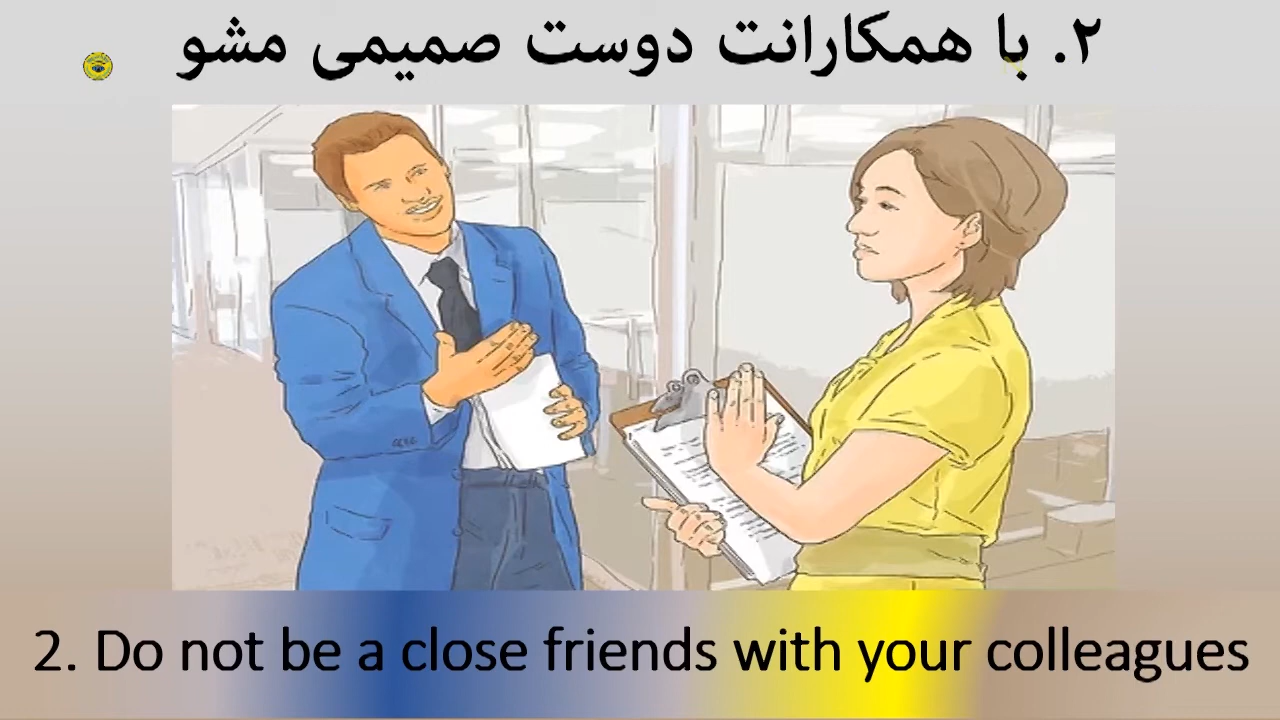 ۲. با همکارانت دوست صمیمی مشو
2. Do not be a close friends with your colleagues